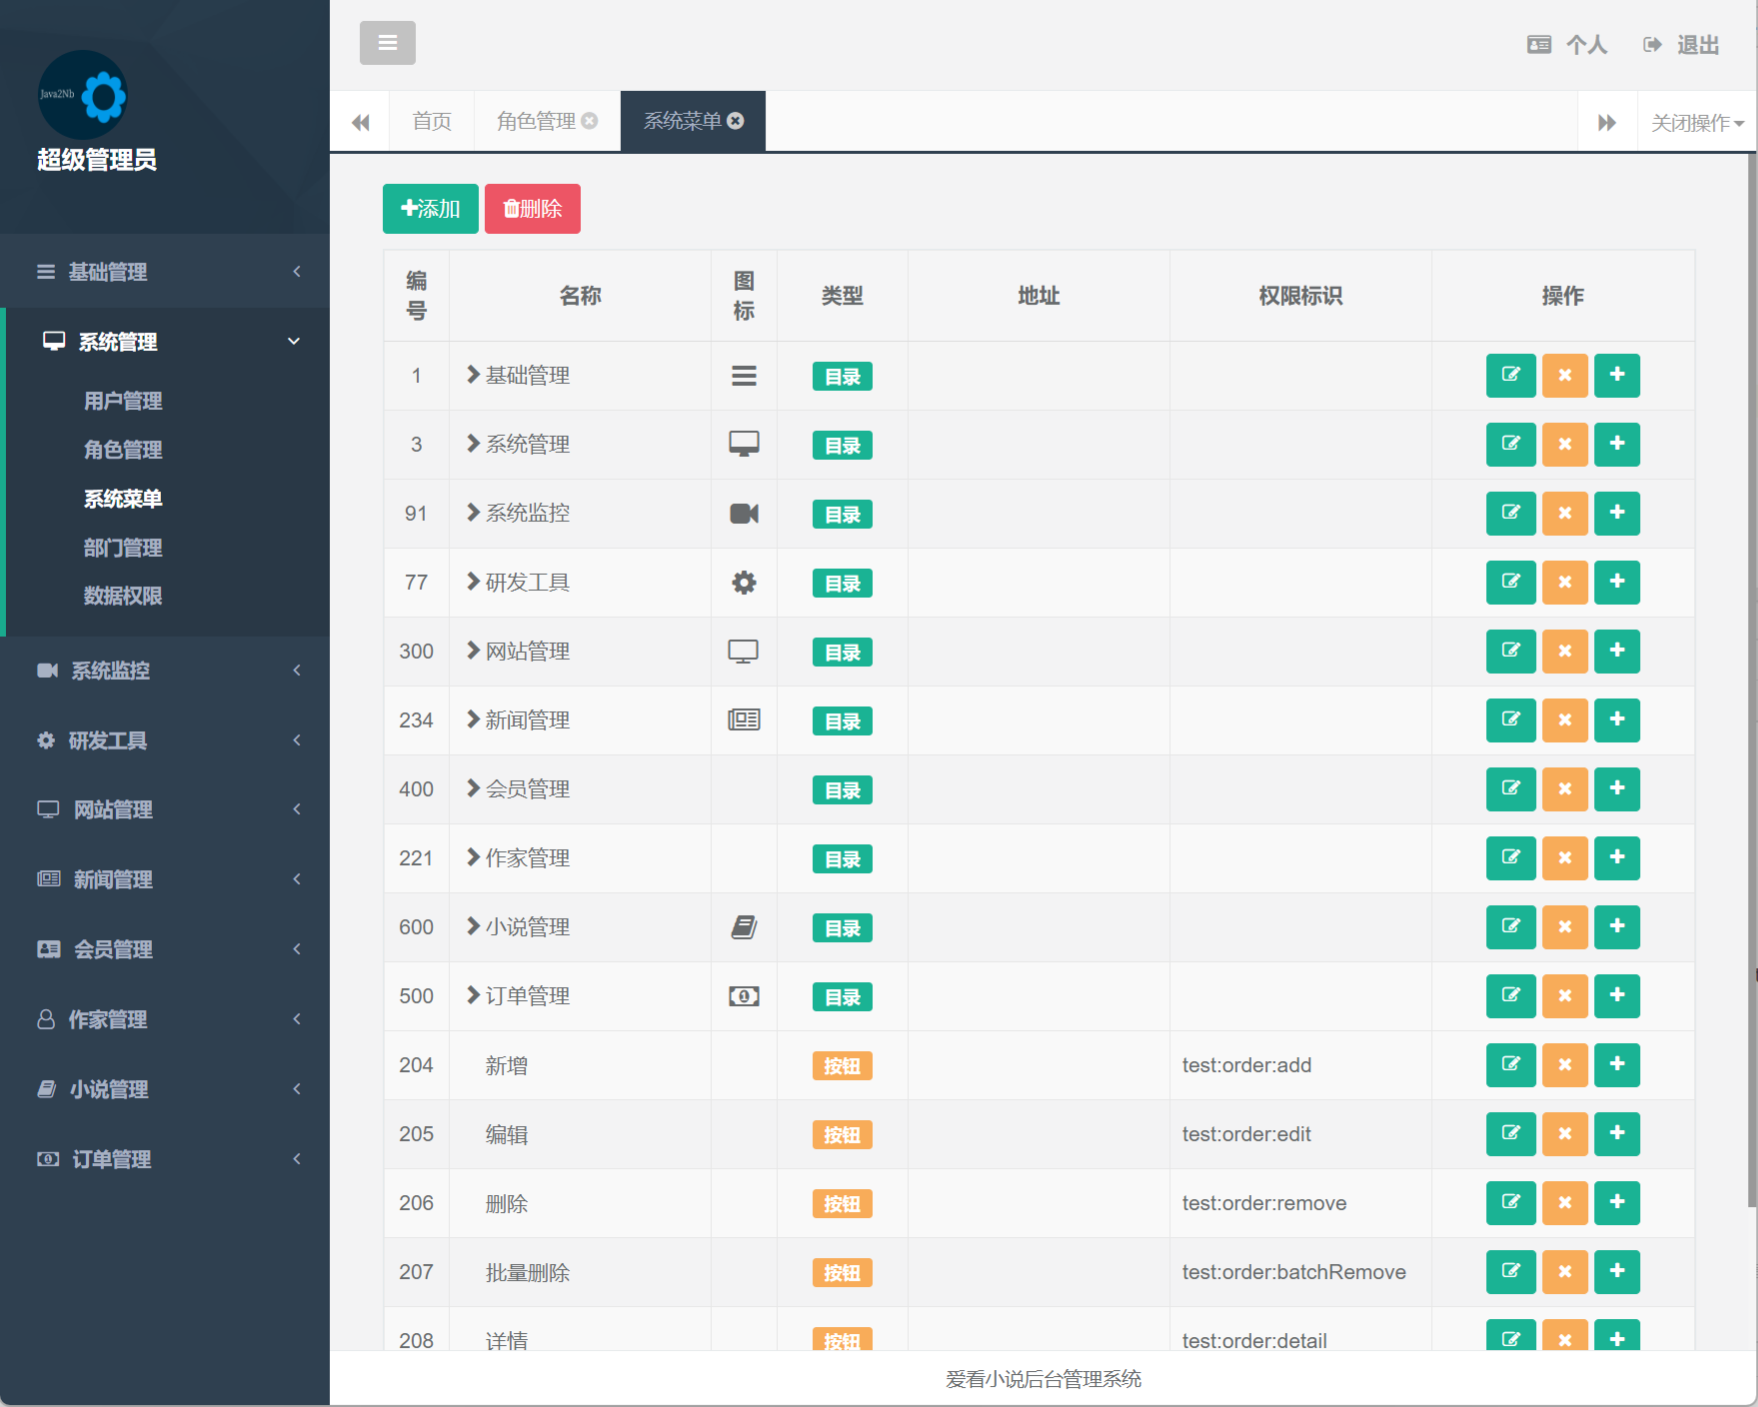 Java2Nb
超级管理员
基础管理
系统管理
用户管理
角色管理
系统菜单
部门管理
数据权限
系统监控
研发工具
网站管理
新闻管理
会员管理
作家管理
小说管理
订单管理
个人 退出
首页 角色管理 系统菜单 关闭操作
添加 删除
编号 名称 图标 类型 地址 权限标识 操作
1 基础管理 目录
3 系统管理 目录
91 系统监控 目录
77 研发工具 目录
300 网站管理 目录
234 新闻管理 目录
400 会员管理 目录
221 作家管理 目录
600 小说管理 目录
500 订单管理 目录
204 新增 按钮 test:order:add
205 编辑 按钮 test:order:edit
206 删除 按钮 test:order:remove
207 批量删除 按钮 test:order:batchRemove
208 详情 按钮 test:order:detail
爱看小说后台管理系统